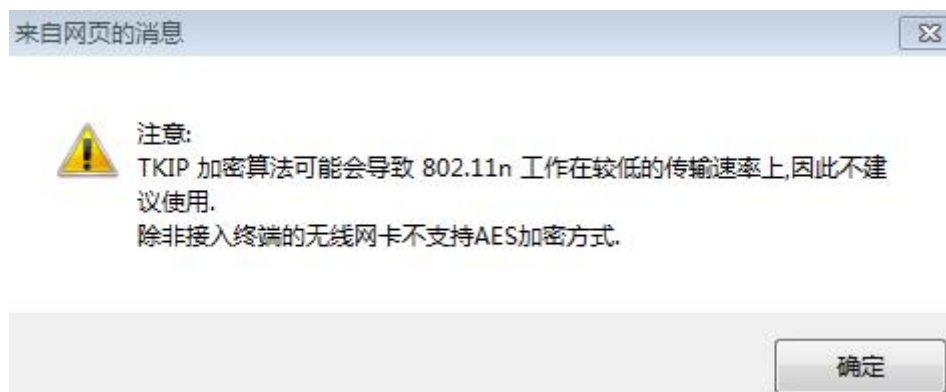 来自网页的消息
注意:
TKIP 加密算法可能会导致 802.11n 工作在较低的传输速率上,因此不建
议使用.
除非接入终端的无线网卡不支持AES加密方式.
确定